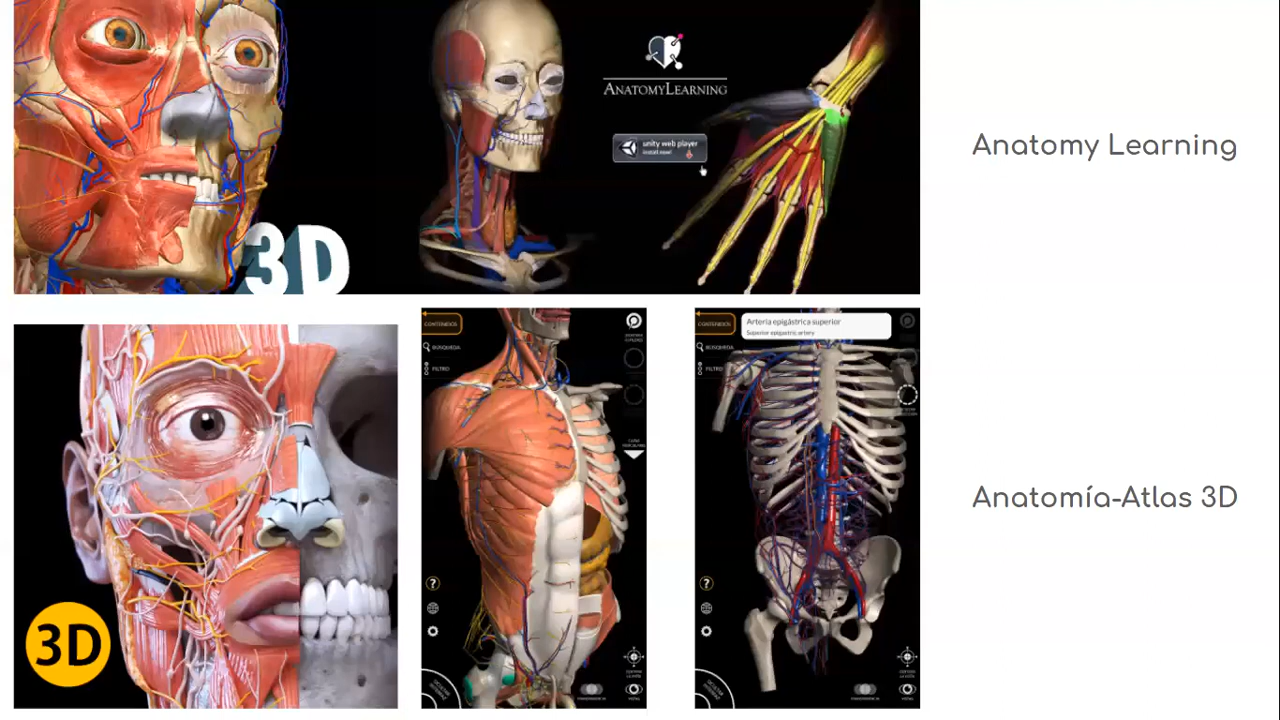 ANATOMYLEARNING
unity web player
install now!
3D
Anatomy Learning
3D
CONTENIDOS
BÚSQUEDA
FILTRO
?
CONTENIDOS
Arteria epigástrica superior
Superior epigastric artery
BÚSQUEDA
FILTRO
?
Anatomía-Atlas 3D